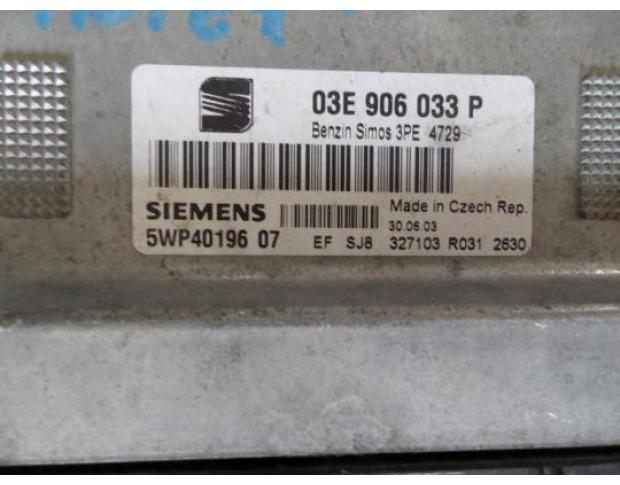 03E 906 033 P
Benzin Simos 3PE 4729
SIEMENS
Made in Czech Rep.
30.06.03
5WP40196 07
EF SJ8 327103 R031 2630